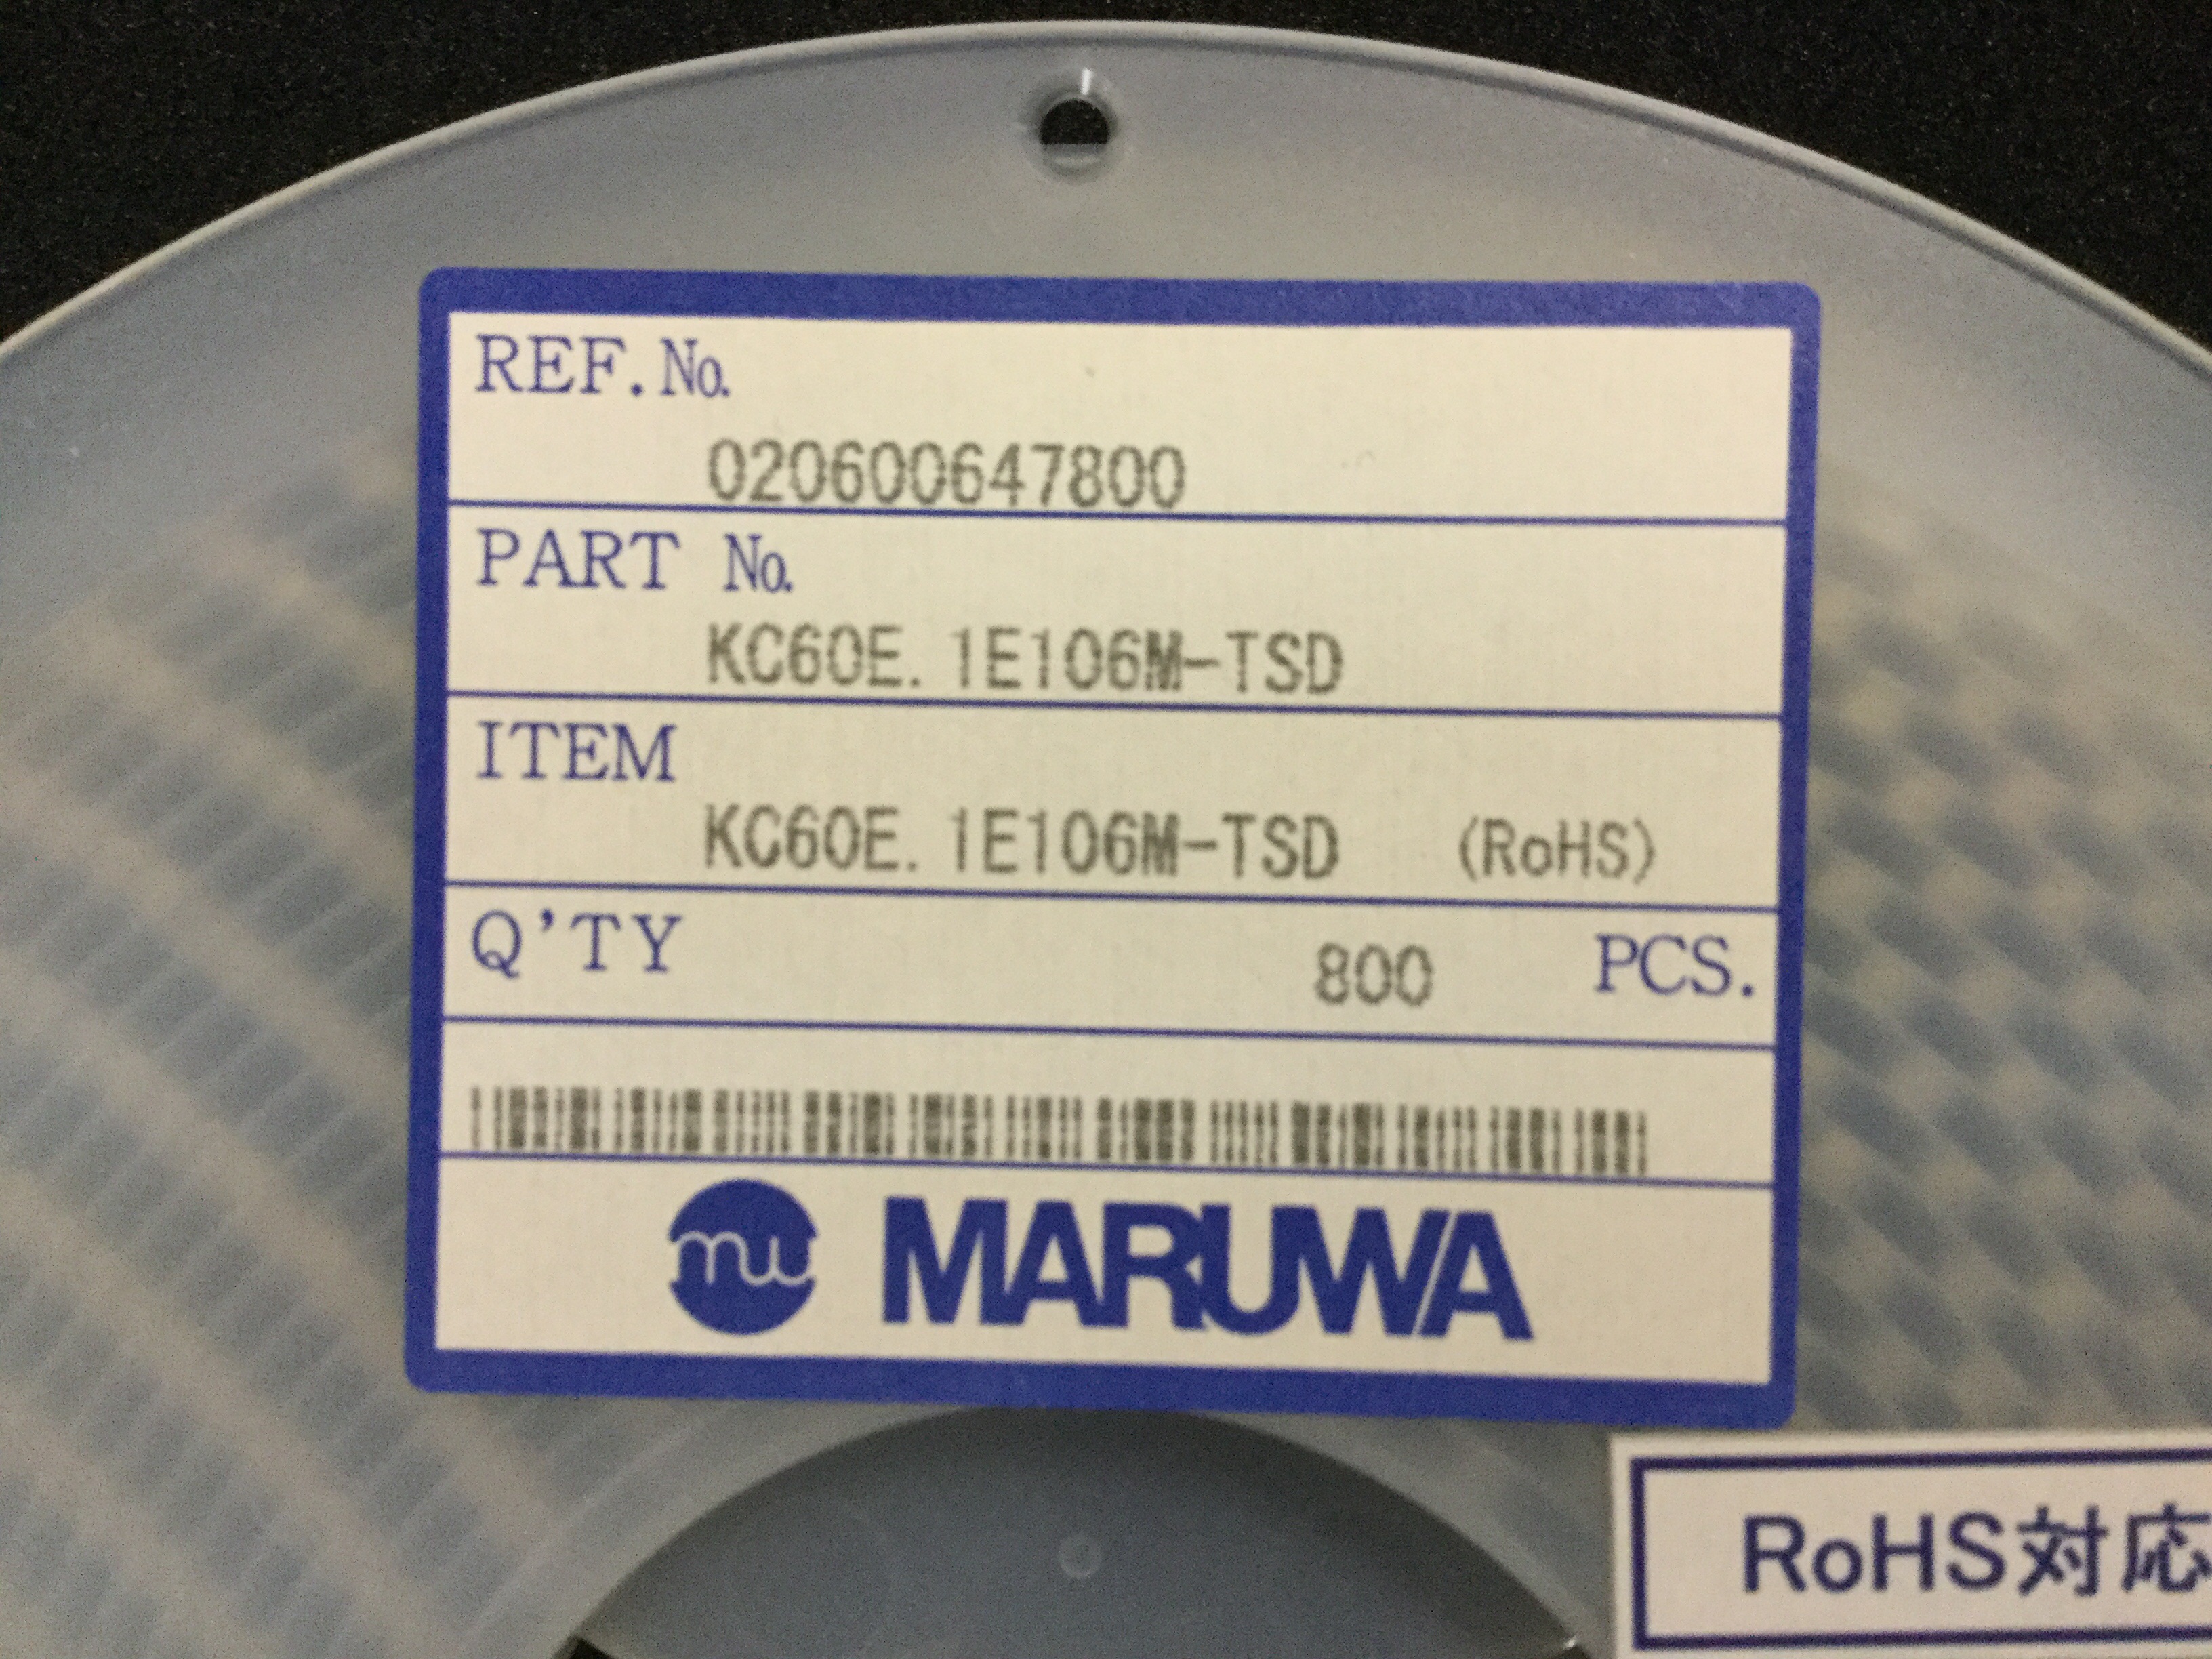 REF.No.
020600647800
PART No.
KC60E.1E106M-TSD
ITEM
KC60E.1E106M-TSD (RoHS)
Q'TY 800 PCS.
mw MARUWA
RoHS対応